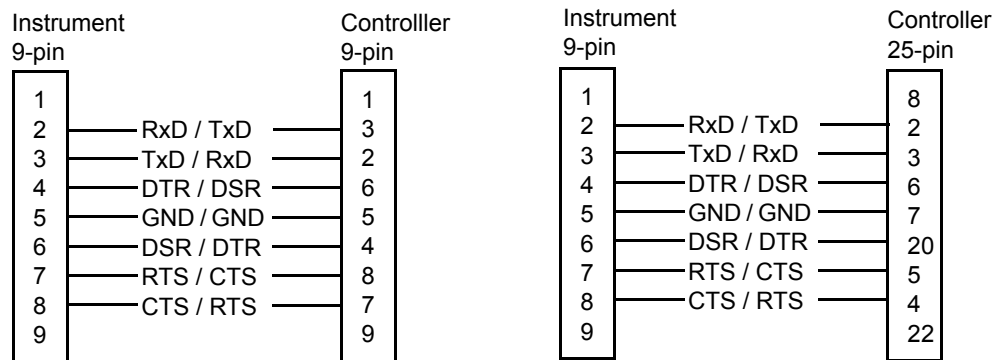 Instrument
9-pin
Controlller
9-pin
1 1
2 RxD / TxD 3
3 TxD / RxD 2
4 DTR / DSR 6
5 GND / GND 5
6 DSR / DTR 4
7 RTS / CTS 8
8 CTS / RTS 7
9 9
Instrument
9-pin
Controller
25-pin
1 8
2 RxD / TxD 2
3 TxD / RxD 3
4 DTR / DSR 6
5 GND / GND 7
6 DSR / DTR 20
7 RTS / CTS 5
8 CTS / RTS 4
9 22